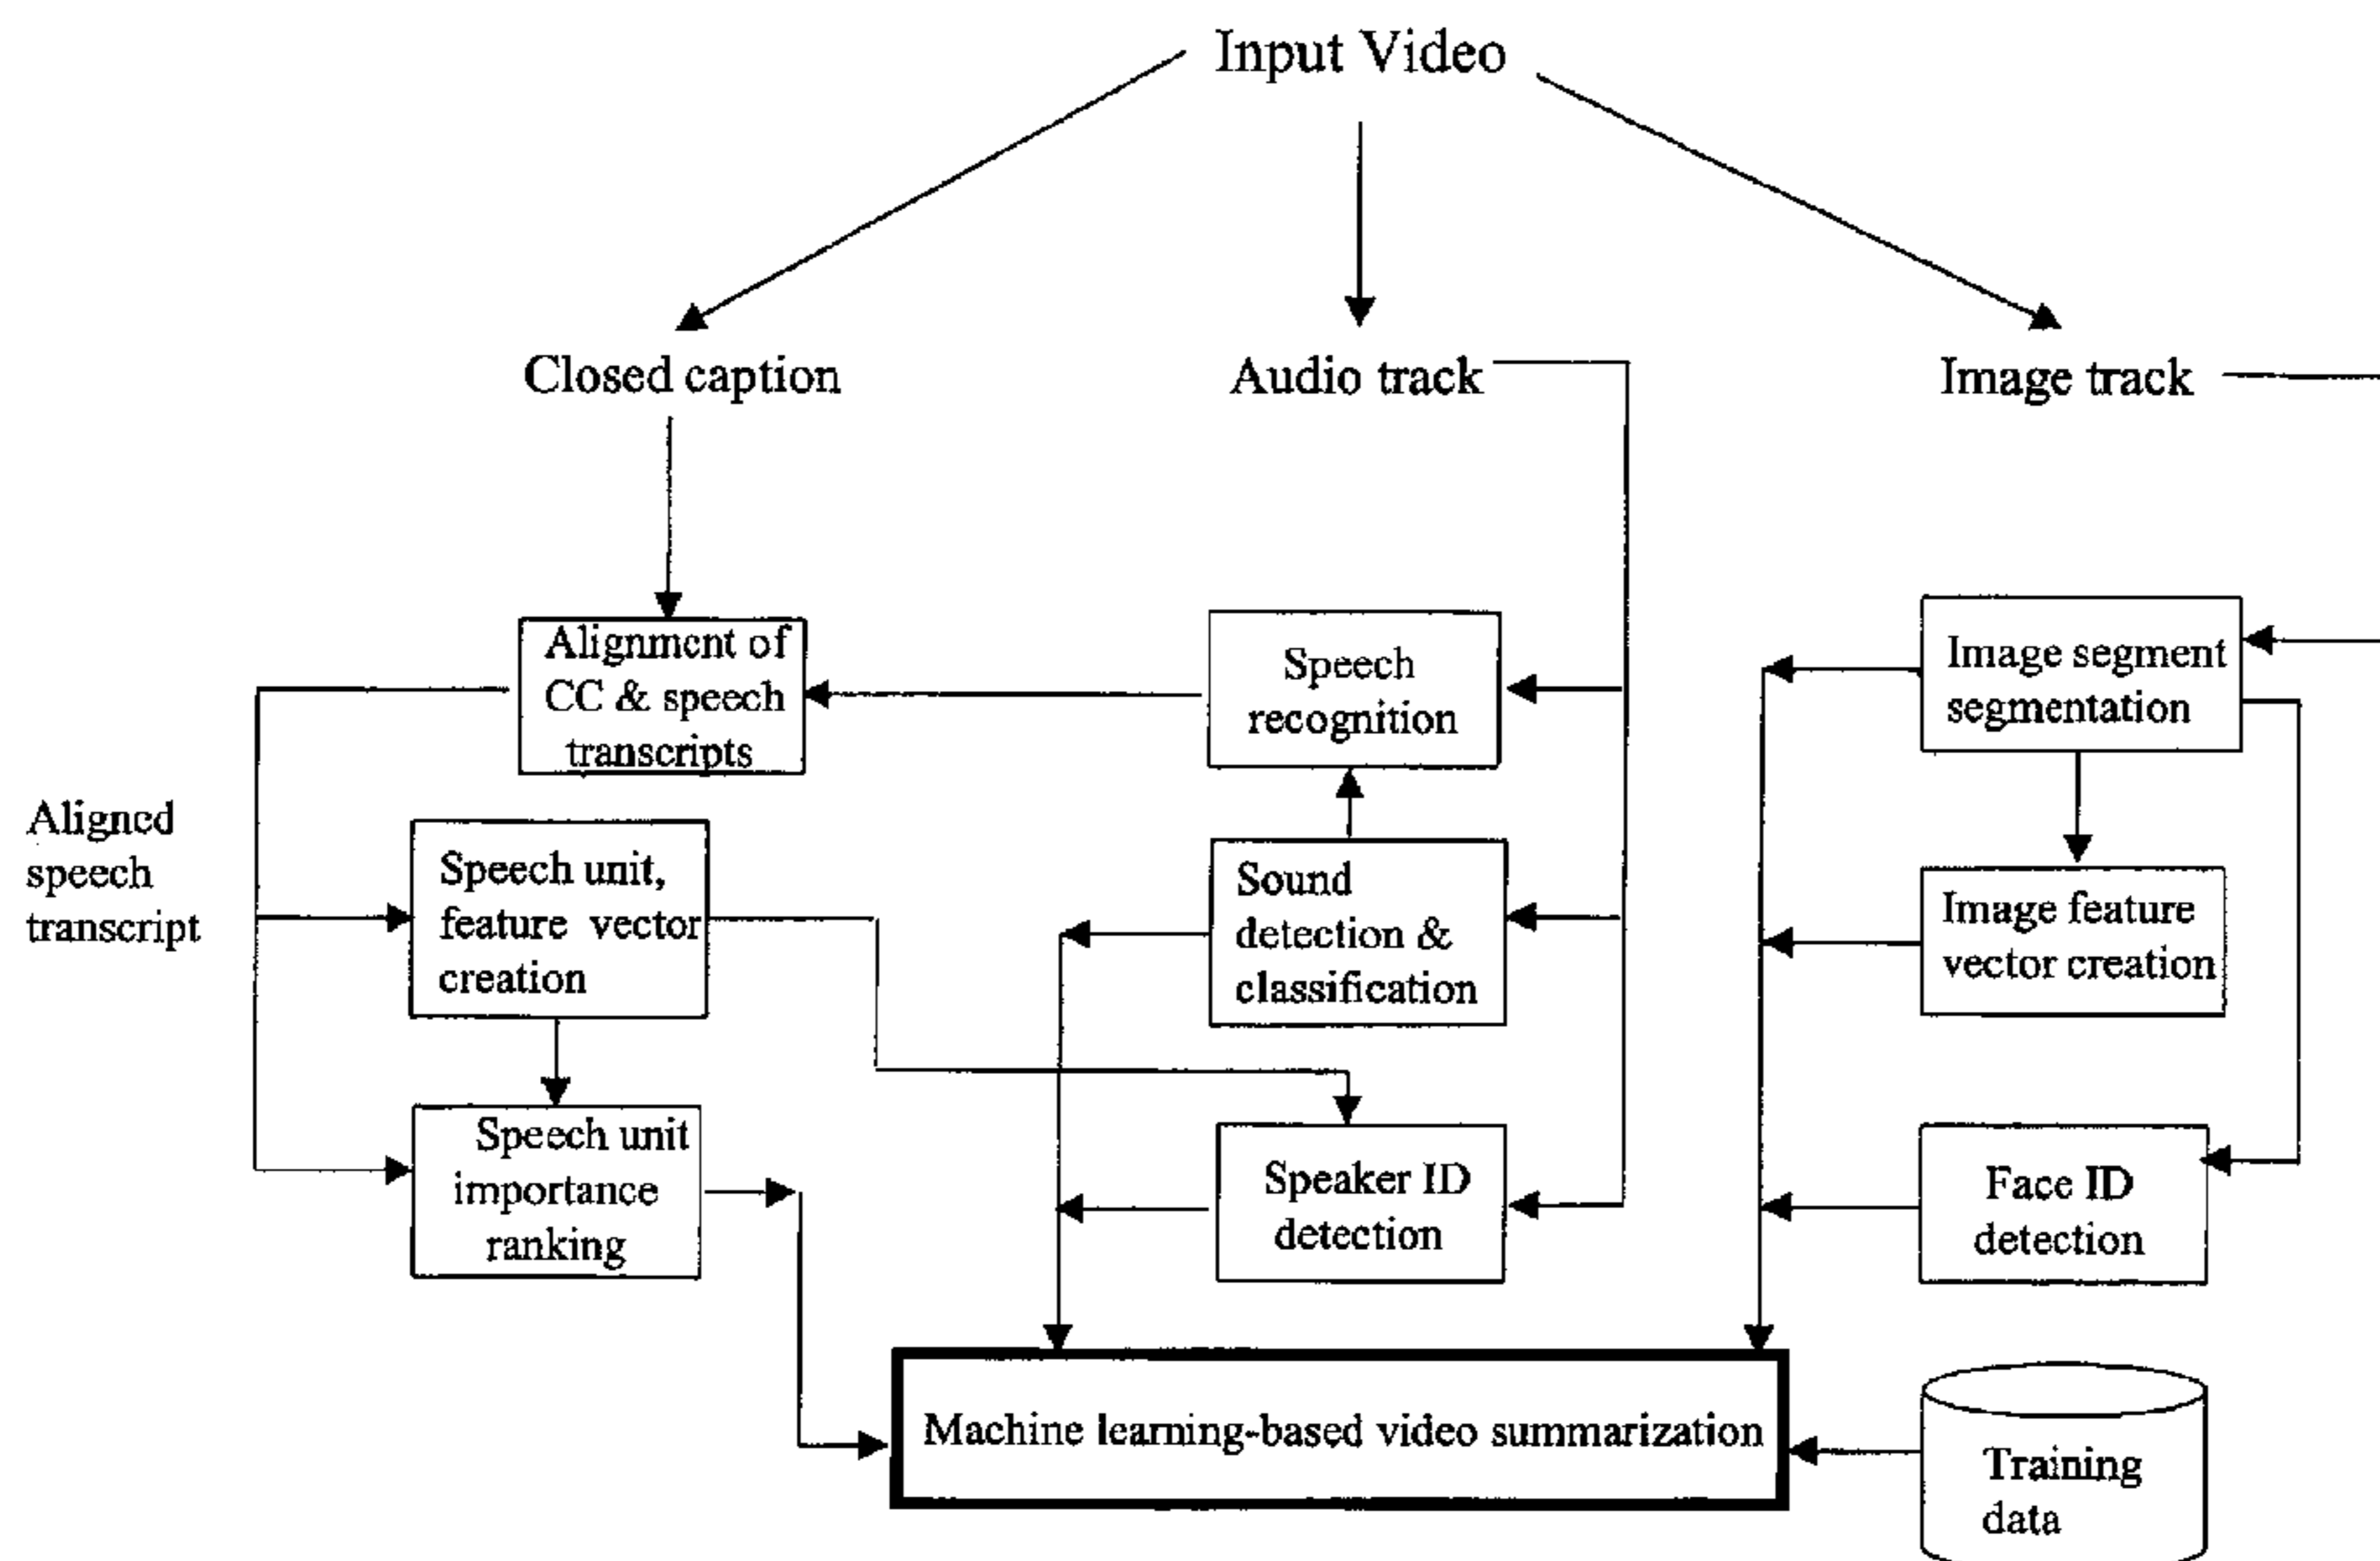 Input Video
Closed caption
Audio track
Image track
Alignment of
CC & speech
transcripts
Speech
recognition
Image segment
segmentation
Aligned
speech
transcript
Speech unit,
feature vector
creation
Sound
detection &
classification
Image feature
vector creation
Speech unit
importance
ranking
Speaker ID
detection
Face ID
detection
Machine learning-based video summarization
Training
data